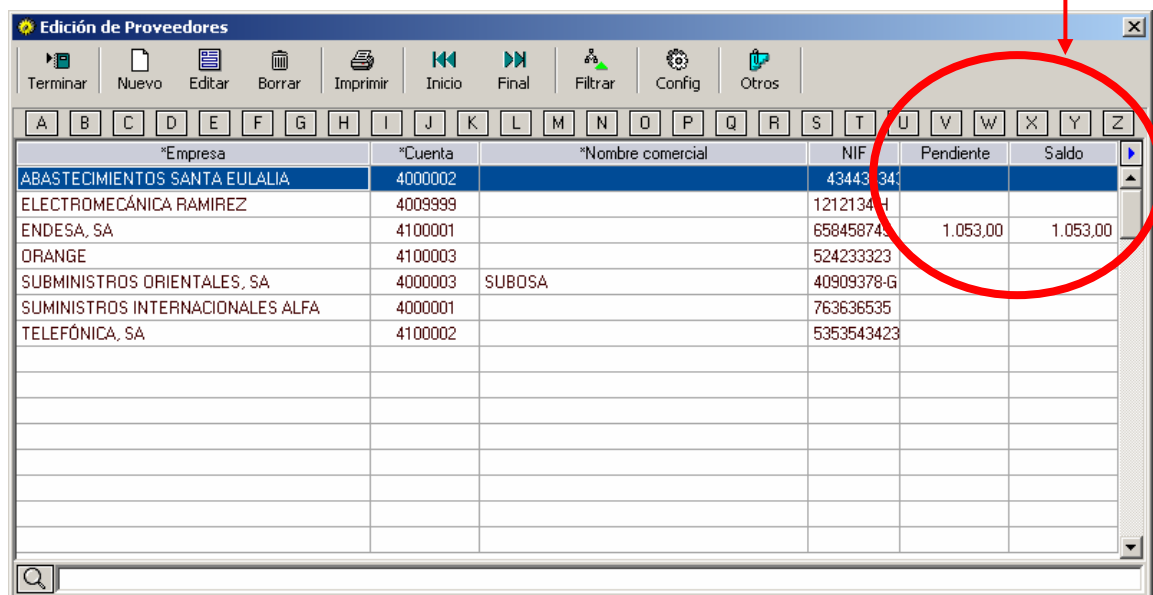 Edición de Proveedores
Terminar Nuevo Editar Borrar Imprimir Inicio Final Filtrar Config Otros
A B C D E F G H I J K L M N O P Q R S T U V W X Y Z
*Empresa *Cuenta *Nombre comercial NIF Pendiente Saldo
ABASTECIMIENTOS SANTA EULALIA 4000002
ELECTROMECÁNICA RAMIREZ 4009999
ENDESA, SA 4100001 1.053,00 1.053,00
ORANGE 4100003 524233323
SUBMINISTROS ORIENTALES, SA 4000003 SUBOSA 40909378-G
SUMINISTROS INTERNACIONALES ALFA 4000001 763636535
TELEFÓNICA, SA 4100002 5353543423